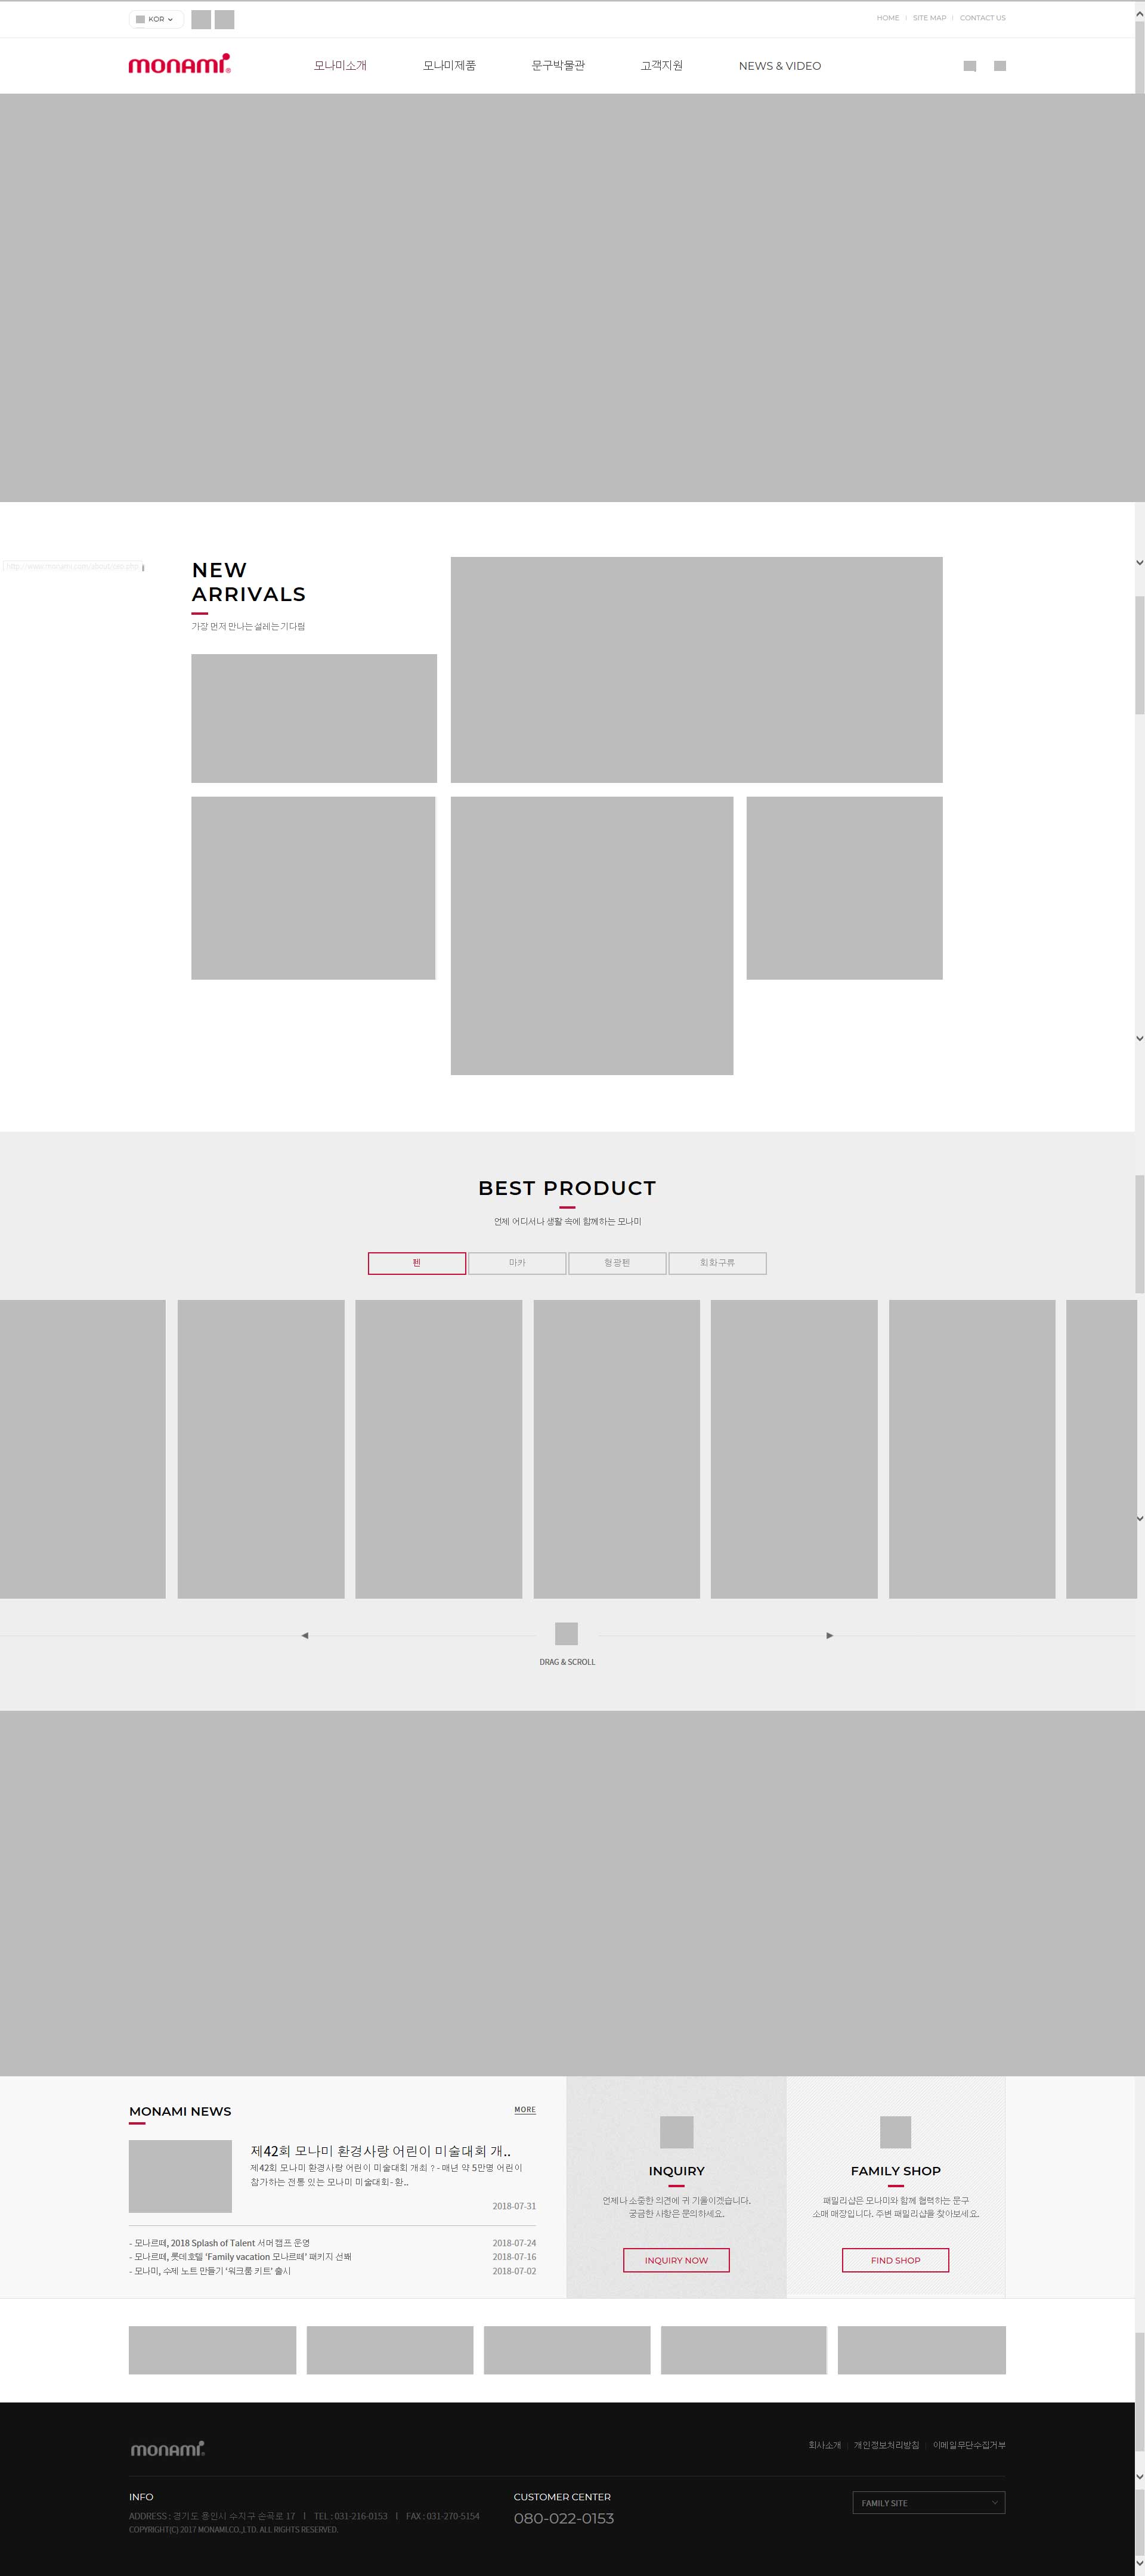 KOR
HOME
SITE MAP
CONTACT US
monami
모나미소개
모나미제품
문구박물관
고객지원
NEWS & VIDEO
NEW
ARRIVALS
가장 먼저 만나는 설레는 기다림
BEST PRODUCT
언제 어디서나 생활 속에 함께하는 모나미
펜
마카
형광펜
회화구류
DRAG & SCROLL
MONAMI NEWS
MORE
제42회 모나미 환경사랑 어린이 미술대회 개..
제42회 모나미 환경사랑 어린이 미술대회 개최 ? - 매년 약 5만명 어린이
참가하는 전통 있는 모나미 미술대회 - 환..
2018-07-31
- 모나르떼, 2018 Splash of Talent 서머 캠프 운영 2018-07-24
- 모나르떼, 롯데호텔 'Family vacation 모나르떼' 패키지 선봬 2018-07-16
- 모나미, 수제 노트 만들기 '워크룸 키트' 출시 2018-07-02
INQUIRY
언제나 소중한 의견에 귀 기울이겠습니다.
궁금한 사항은 문의하세요.
INQUIRY NOW
FAMILY SHOP
패밀리샵은 모나미와 함께 협력하는 문구
소매 매장입니다. 주변 패밀리샵을 찾아보세요.
FIND SHOP
monami
회사소개
개인정보처리방침
이메일무단수집거부
INFO
ADDRESS : 경기도 용인시 수지구 손곡로 17 | TEL : 031-216-0153 | FAX : 031-270-5154
COPYRIGHT(C) 2017 MONAMI.CO.,LTD. ALL RIGHTS RESERVED.
CUSTOMER CENTER
080-022-0153
FAMILY SITE